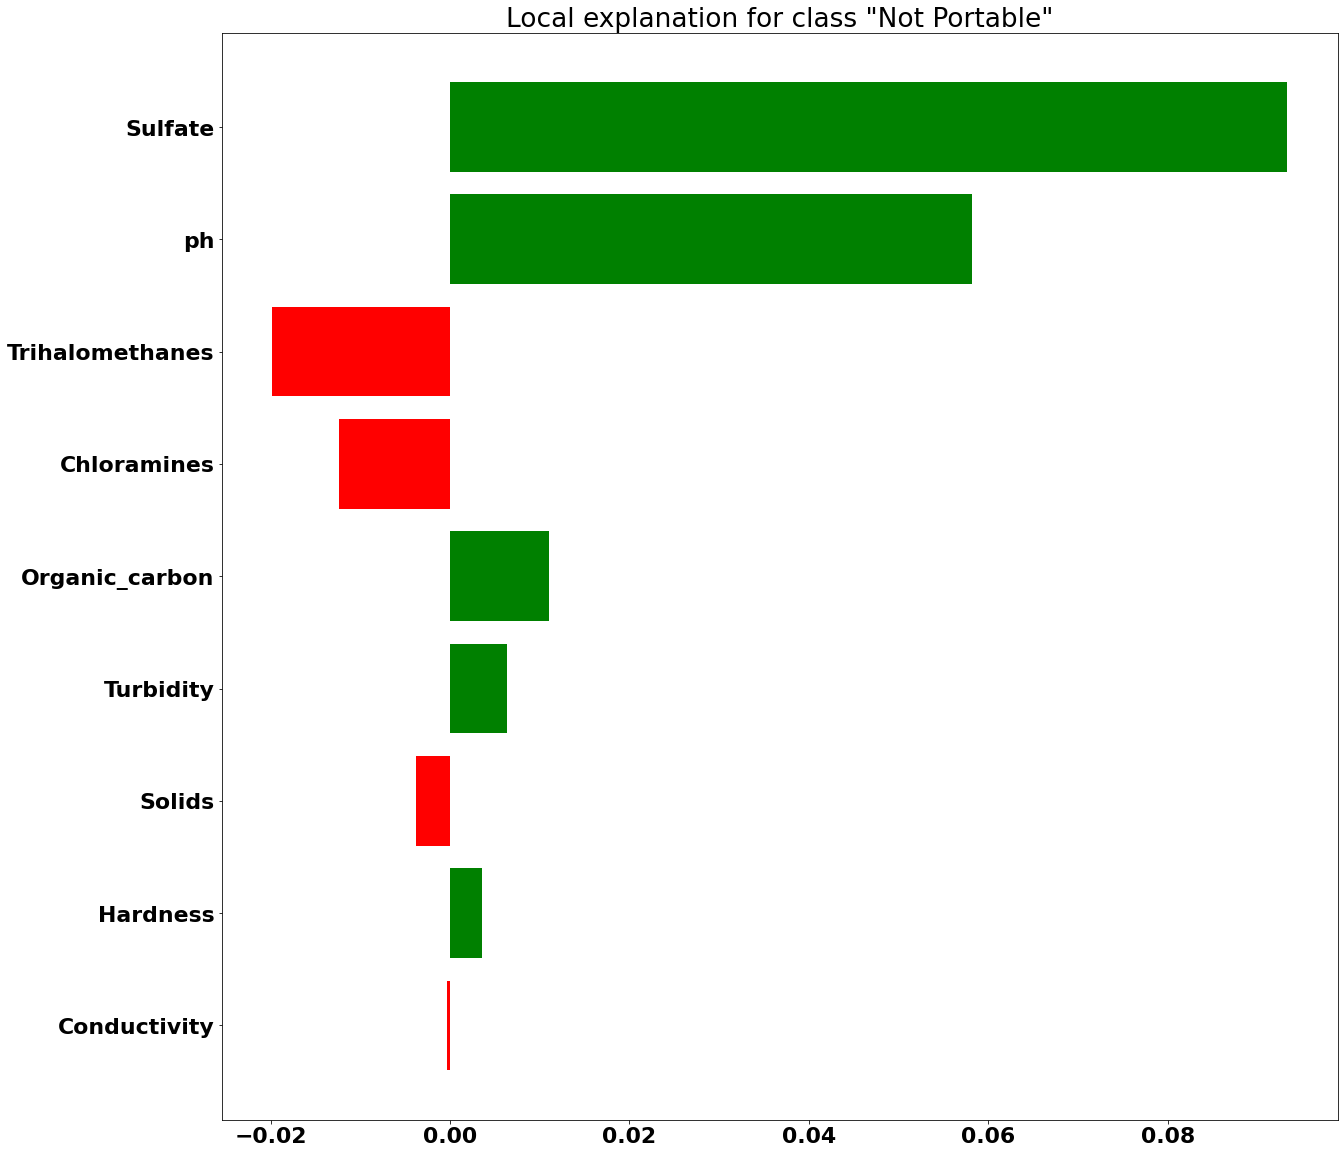 Local explanation for class "Not Portable"
Sulfate
ph
Trihalomethanes
Chloramines
Organic_carbon
Turbidity
Solids
Hardness
Conductivity
−0.02 0.00 0.02 0.04 0.06 0.08